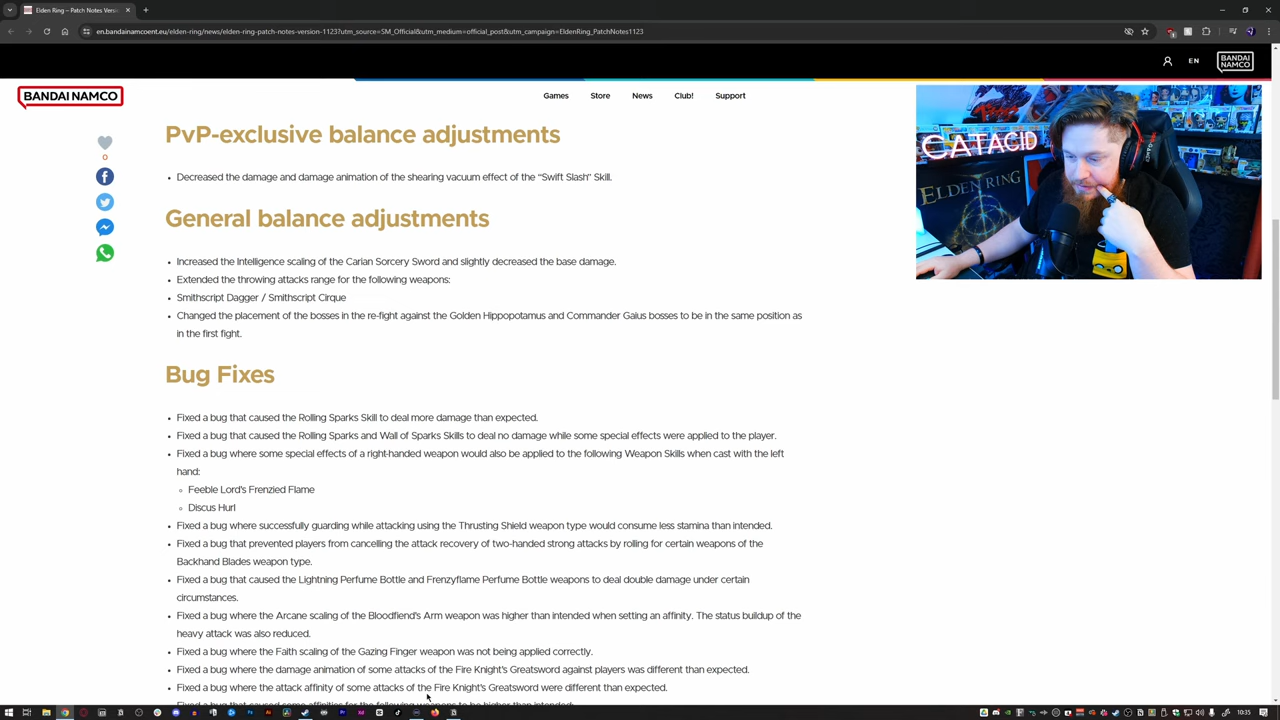 Elden Ring – Patch Notes Versi
en.bandainamcoent.eu/elden-ring/news/elden-ring-patch-notes-version-1123?utm_source=SM_Official&utm_medium=official_post&utm_campaign=EldenRing_PatchNotes1123
EN
BANDAI
NAMCO
BANDAI NAMCO
Games
Store
News
Club!
Support
0
PvP-exclusive balance adjustments
• Decreased the damage and damage animation of the shearing vacuum effect of the “Swift Slash” Skill.
General balance adjustments
• Increased the Intelligence scaling of the Carian Sorcery Sword and slightly decreased the base damage.
• Extended the throwing attacks range for the following weapons:
• Smithscript Dagger / Smithscript Cirque
• Changed the placement of the bosses in the re-fight against the Golden Hippopotamus and Commander Gaius bosses to be in the same position as
in the first fight.
Bug Fixes
• Fixed a bug that caused the Rolling Sparks Skill to deal more damage than expected.
• Fixed a bug that caused the Rolling Sparks and Wall of Sparks Skills to deal no damage while some special effects were applied to the player.
• Fixed a bug where some special effects of a right-handed weapon would also be applied to the following Weapon Skills when cast with the left
hand:
◦ Feeble Lord's Frenzied Flame
◦ Discus Hurl
• Fixed a bug where successfully guarding while attacking using the Thrusting Shield weapon type would consume less stamina than intended.
• Fixed a bug that prevented players from cancelling the attack recovery of two-handed strong attacks by rolling for certain weapons of the
Backhand Blades weapon type.
• Fixed a bug that caused the Lightning Perfume Bottle and Frenzyflame Perfume Bottle weapons to deal double damage under certain
circumstances.
• Fixed a bug where the Arcane scaling of the Bloodfiend's Arm weapon was higher than intended when setting an affinity. The status buildup of the
heavy attack was also reduced.
• Fixed a bug where the Faith scaling of the Gazing Finger weapon was not being applied correctly.
• Fixed a bug where the damage animation of some attacks of the Fire Knight's Greatsword against players was different than expected.
• Fixed a bug where the attack affinity of some attacks of the Fire Knight's Greatsword were different than expected.
• Fixed a bug that caused some affinities for the following weapons to be higher than intended:
CATACID
ELDEN RING
10:35